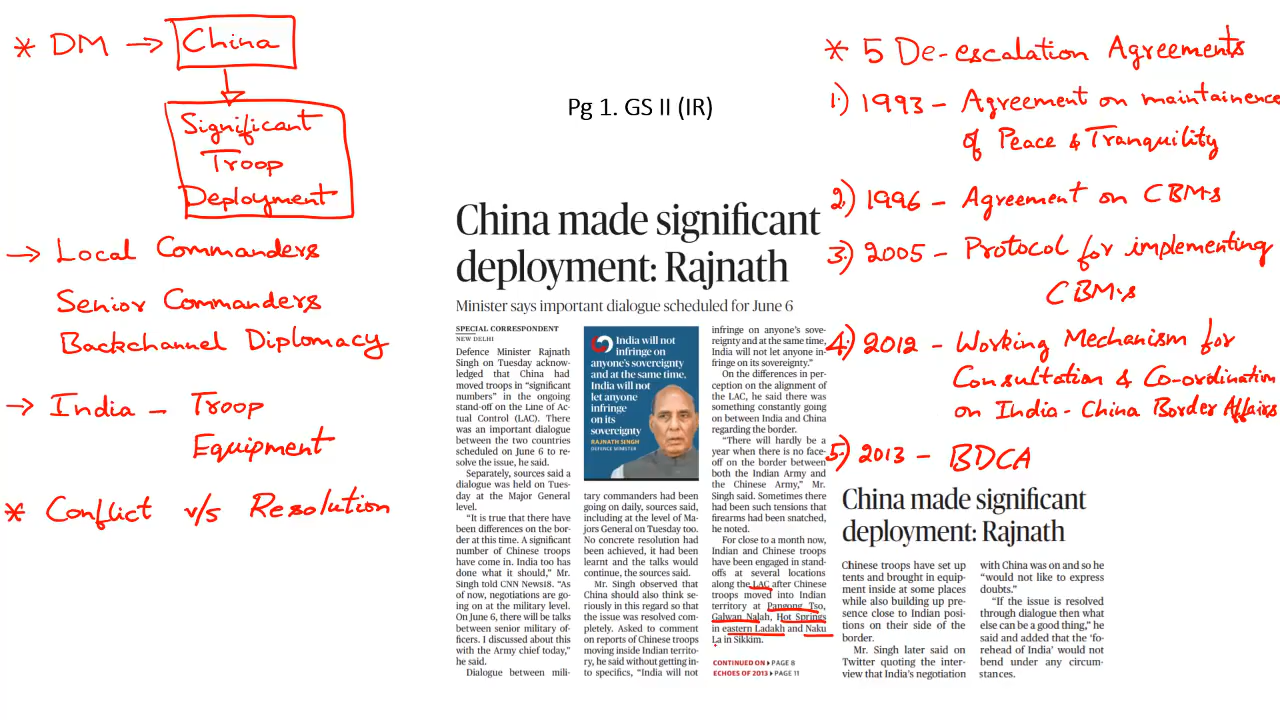 * DM → China
Significant
Troop
Deployment
→ Local Commanders
Senior Commanders
Backchannel Diplomacy
→ India - Troop
Equipment
* Conflict v/s Resolution
Pg 1. GS II (IR)
China made significant
deployment: Rajnath
Minister says important dialogue scheduled for June 6
SPECIAL CORRESPONDENT
NEW DELHI
Defence Minister Rajnath
Singh on Tuesday acknow-
ledged that China had
moved troops in “significant
numbers” in the ongoing
stand-off on the Line of Ac-
tual Control (LAC). There
was an important dialogue
between the two countries
scheduled on June 6 to re-
solve the issue, he said.
Separately, sources said a
dialogue was held on Tues-
day at the Major General
level.
“It is true that there have
been differences on the bor-
der at this time. A significant
number of Chinese troops
have come in. India too has
done what it should,” Mr.
Singh told CNN News18. “As
of now, negotiations are go-
ing on at the military level.
On June 6, there will be talks
between senior military of-
ficers. I discussed about this
with the Army chief today,”
he said.
Dialogue between mili-
India will not
infringe on
anyone's sovereignty
and at the same time,
India will not
let anyone
infringe
on its
sovereignty
RAJNATH SINGH
DEFENCE MINISTER
tary commanders had been
going on daily, sources said,
including at the level of Ma-
jors General on Tuesday too.
No concrete resolution had
been achieved, it had been
learnt and the talks would
continue, the sources said.
Mr. Singh observed that
China should also think se-
riously in this regard so that
the issue was resolved com-
pletely. Asked to comment
on reports of Chinese troops
moving inside Indian territo-
ry, he said without getting in-
to specifics, “India will not
infringe on anyone's sove-
reignty and at the same time,
India will not let anyone in-
fringe on its sovereignty.”
On the differences in per-
ception on the alignment of
the LAC, he said there was
something constantly going
on between India and China
regarding the border.
“There will hardly be a
year when there is no face-
off on the border between
both the Indian Army and
the Chinese Army,” Mr.
Singh said. Sometimes there
had been such tensions that
firearms had been snatched,
he noted.
For close to a month now,
Indian and Chinese troops
have been engaged in stand-
offs at several locations
along the LAC after Chinese
troops moved into Indian
territory at Pangong Tso,
Galwan Nalah, Hot Springs
in eastern Ladakh and Naku
La in Sikkim.
CONTINUED ON ▸ PAGE 8
ECHOES OF 2013 ▸ PAGE 11
* 5 De-escalation Agreements
1.) 1993 - Agreement on maintainence
of Peace & Tranquility
2.) 1996 - Agreement on CBM.s
3.) 2005 - Protocol for implementing
CBM.s
4.) 2012 - Working Mechanism for
Consultation & Co-ordination
on India-China Border Affairs
5.) 2013 - BDCA
China made significant
deployment: Rajnath
Chinese troops have set up
tents and brought in equip-
ment inside at some places
while also building up pre-
sence close to Indian posi-
tions on their side of the
border.
Mr. Singh later said on
Twitter quoting the inter-
view that India's negotiation
with China was on and so he
“would not like to express
doubts.”
“If the issue is resolved
through dialogue then what
else can be a good thing,” he
said and added that the ‘fo-
rehead of India’ would not
bend under any circum-
stances.